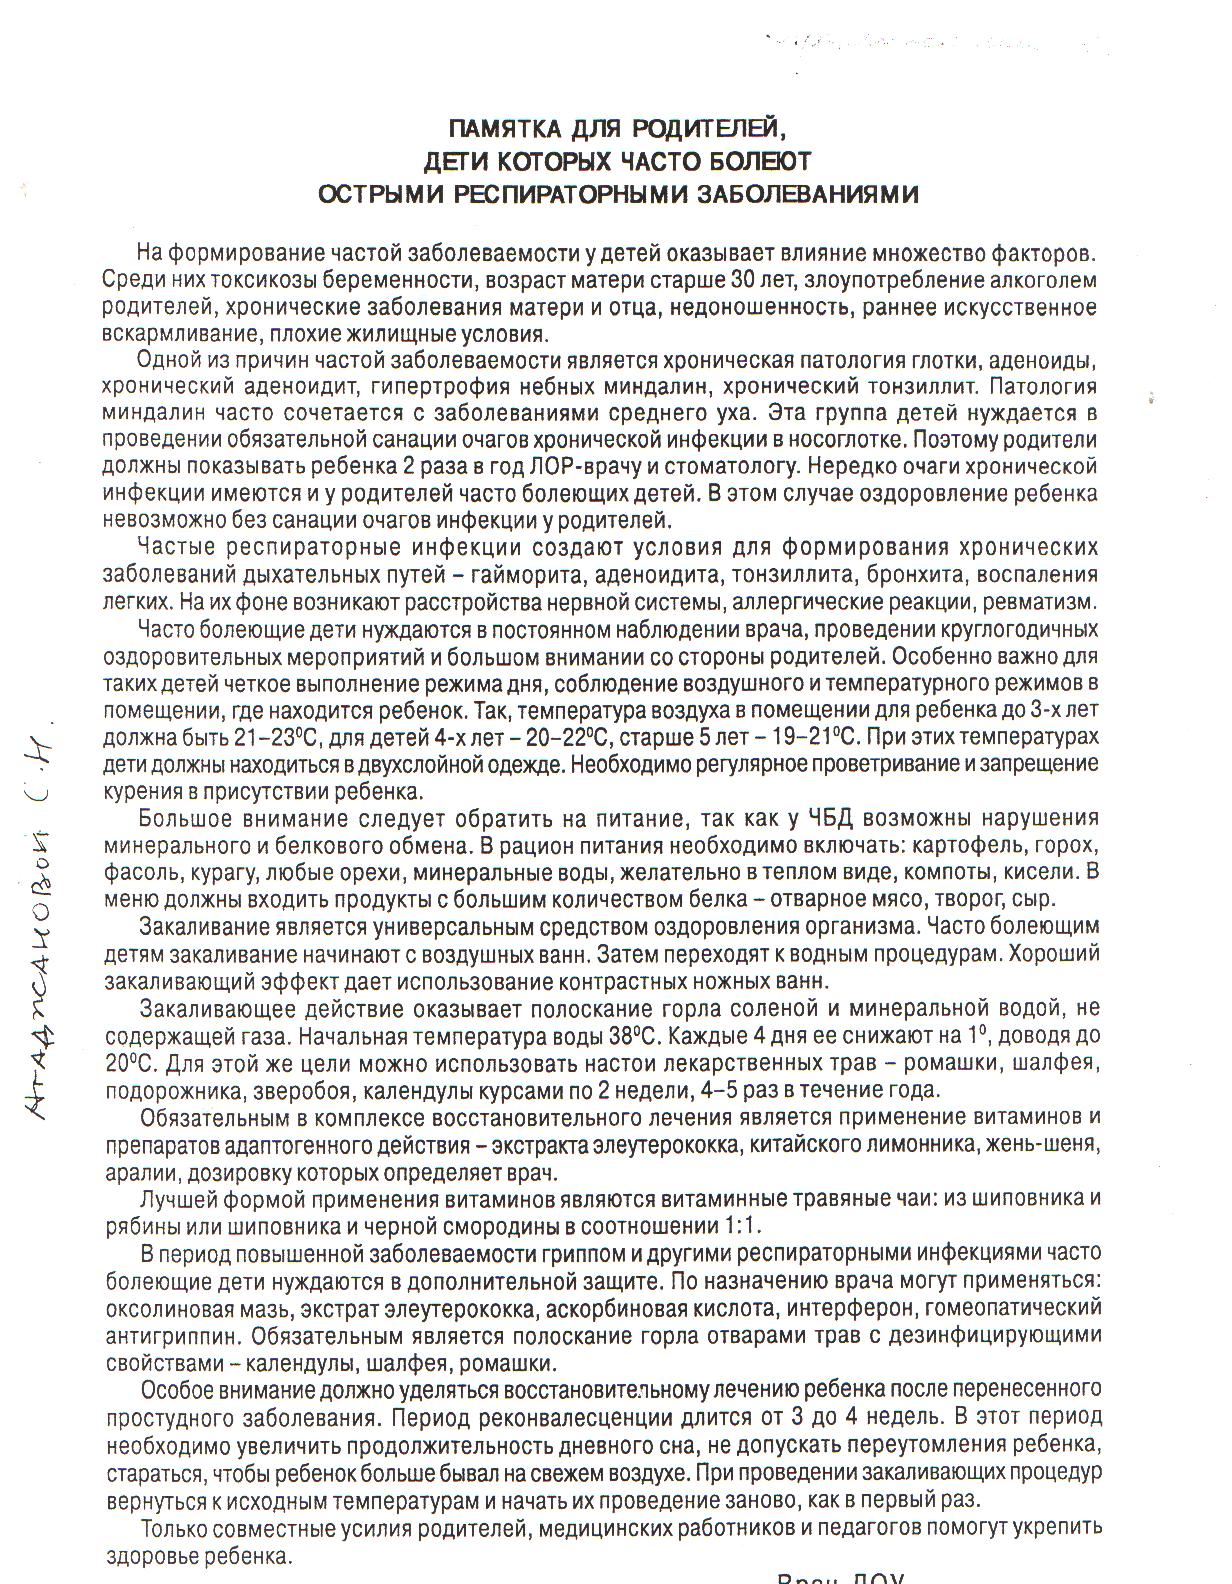 ПАМЯТКА ДЛЯ РОДИТЕЛЕЙ,
ДЕТИ КОТОРЫХ ЧАСТО БОЛЕЮТ
ОСТРЫМИ РЕСПИРАТОРНЫМИ ЗАБОЛЕВАНИЯМИ
На формирование частой заболеваемости у детей оказывает влияние множество факторов.
Среди них токсикозы беременности, возраст матери старше 30 лет, злоупотребление алкоголем
родителей, хронические заболевания матери и отца, недоношенность, раннее искусственное
вскармливание, плохие жилищные условия.
Одной из причин частой заболеваемости является хроническая патология глотки, аденоиды,
хронический аденоидит, гипертрофия небных миндалин, хронический тонзиллит. Патология
миндалин часто сочетается с заболеваниями среднего уха. Эта группа детей нуждается в
проведении обязательной санации очагов хронической инфекции в носоглотке. Поэтому родители
должны показывать ребенка 2 раза в год ЛОР-врачу и стоматологу. Нередко очаги хронической
инфекции имеются и у родителей часто болеющих детей. В этом случае оздоровление ребенка
невозможно без санации очагов инфекции у родителей.
Частые респираторные инфекции создают условия для формирования хронических
заболеваний дыхательных путей – гайморита, аденоидита, тонзиллита, бронхита, воспаления
легких. На их фоне возникают расстройства нервной системы, аллергические реакции, ревматизм.
Часто болеющие дети нуждаются в постоянном наблюдении врача, проведении круглогодичных
оздоровительных мероприятий и большом внимании со стороны родителей. Особенно важно для
таких детей четкое выполнение режима дня, соблюдение воздушного и температурного режимов в
помещении, где находится ребенок. Так, температура воздуха в помещении для ребенка до 3-х лет
должна быть 21–23⁰С, для детей 4-х лет – 20–22⁰С, старше 5 лет – 19–21⁰С. При этих температурах
дети должны находиться в двухслойной одежде. Необходимо регулярное проветривание и запрещение
курения в присутствии ребенка.
Большое внимание следует обратить на питание, так как у ЧБД возможны нарушения
минерального и белкового обмена. В рацион питания необходимо включать: картофель, горох,
фасоль, курагу, любые орехи, минеральные воды, желательно в теплом виде, компоты, кисели. В
меню должны входить продукты с большим количеством белка – отварное мясо, творог, сыр.
Закаливание является универсальным средством оздоровления организма. Часто болеющим
детям закаливание начинают с воздушных ванн. Затем переходят к водным процедурам. Хороший
закаливающий эффект дает использование контрастных ножных ванн.
Закаливающее действие оказывает полоскание горла соленой и минеральной водой, не
содержащей газа. Начальная температура воды 38⁰С. Каждые 4 дня ее снижают на 1⁰, доводя до
20⁰С. Для этой же цели можно использовать настои лекарственных трав – ромашки, шалфея,
подорожника, зверобоя, календулы курсами по 2 недели, 4–5 раз в течение года.
Обязательным в комплексе восстановительного лечения является применение витаминов и
препаратов адаптогенного действия – экстракта элеутерококка, китайского лимонника, жень-шеня,
аралии, дозировку которых определяет врач.
Лучшей формой применения витаминов являются витаминные травяные чаи: из шиповника и
рябины или шиповника и черной смородины в соотношении 1:1.
В период повышенной заболеваемости гриппом и другими респираторными инфекциями часто
болеющие дети нуждаются в дополнительной защите. По назначению врача могут применяться:
оксолиновая мазь, экстрат элеутерококка, аскорбиновая кислота, интерферон, гомеопатический
антигриппин. Обязательным является полоскание горла отварами трав с дезинфицирующими
свойствами – календулы, шалфея, ромашки.
Особое внимание должно уделяться восстановительному лечению ребенка после перенесенного
простудного заболевания. Период реконвалесценции длится от 3 до 4 недель. В этот период
необходимо увеличить продолжительность дневного сна, не допускать переутомления ребенка,
стараться, чтобы ребенок больше бывал на свежем воздухе. При проведении закаливающих процедур
вернуться к исходным температурам и начать их проведение заново, как в первый раз.
Только совместные усилия родителей, медицинских работников и педагогов помогут укрепить
здоровье ребенка.
Врач ДОУ
С.Н.